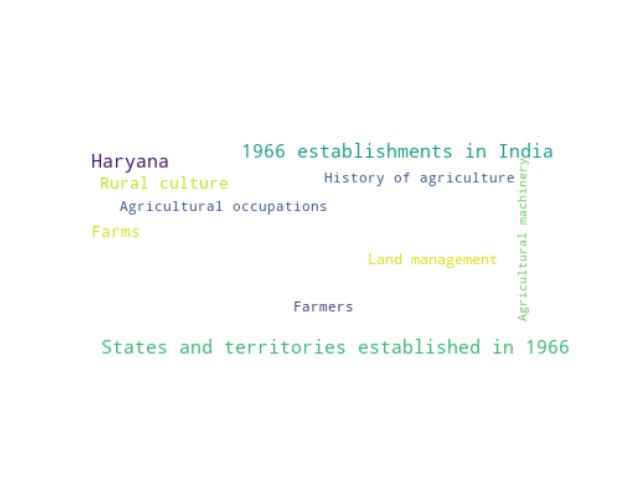 1966 establishments in India
Haryana
History of agriculture
Rural culture
Agricultural occupations
Farms
Agricultural machinery
Land management
Farmers
States and territories established in 1966